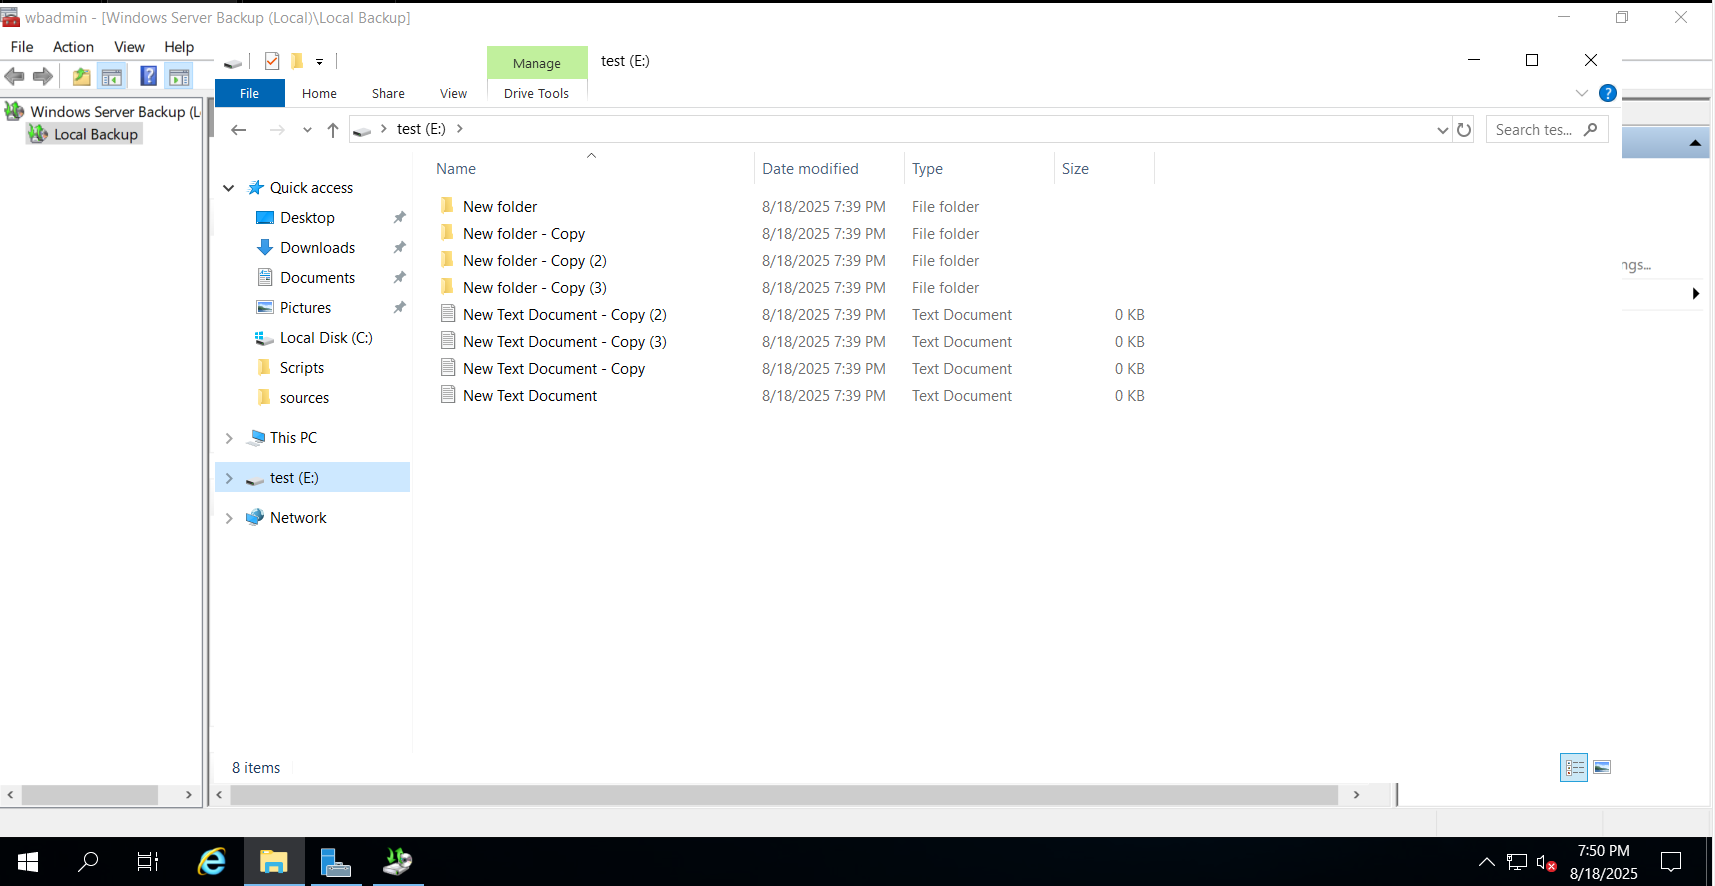 wbadmin - [Windows Server Backup (Local)\Local Backup]
File Action View Help
Manage
test (E:)
File Home Share View Drive Tools
Windows Server Backup (L
Local Backup
test (E:)
Search tes...
Name Date modified Type Size
Quick access
Desktop
Downloads
Documents
Pictures
Local Disk (C:)
Scripts
sources
This PC
test (E:)
Network
New folder 8/18/2025 7:39 PM File folder
New folder - Copy 8/18/2025 7:39 PM File folder
New folder - Copy (2) 8/18/2025 7:39 PM File folder
New folder - Copy (3) 8/18/2025 7:39 PM File folder
New Text Document - Copy (2) 8/18/2025 7:39 PM Text Document 0 KB
New Text Document - Copy (3) 8/18/2025 7:39 PM Text Document 0 KB
New Text Document - Copy 8/18/2025 7:39 PM Text Document 0 KB
New Text Document 8/18/2025 7:39 PM Text Document 0 KB
ngs...
8 items
7:50 PM
8/18/2025